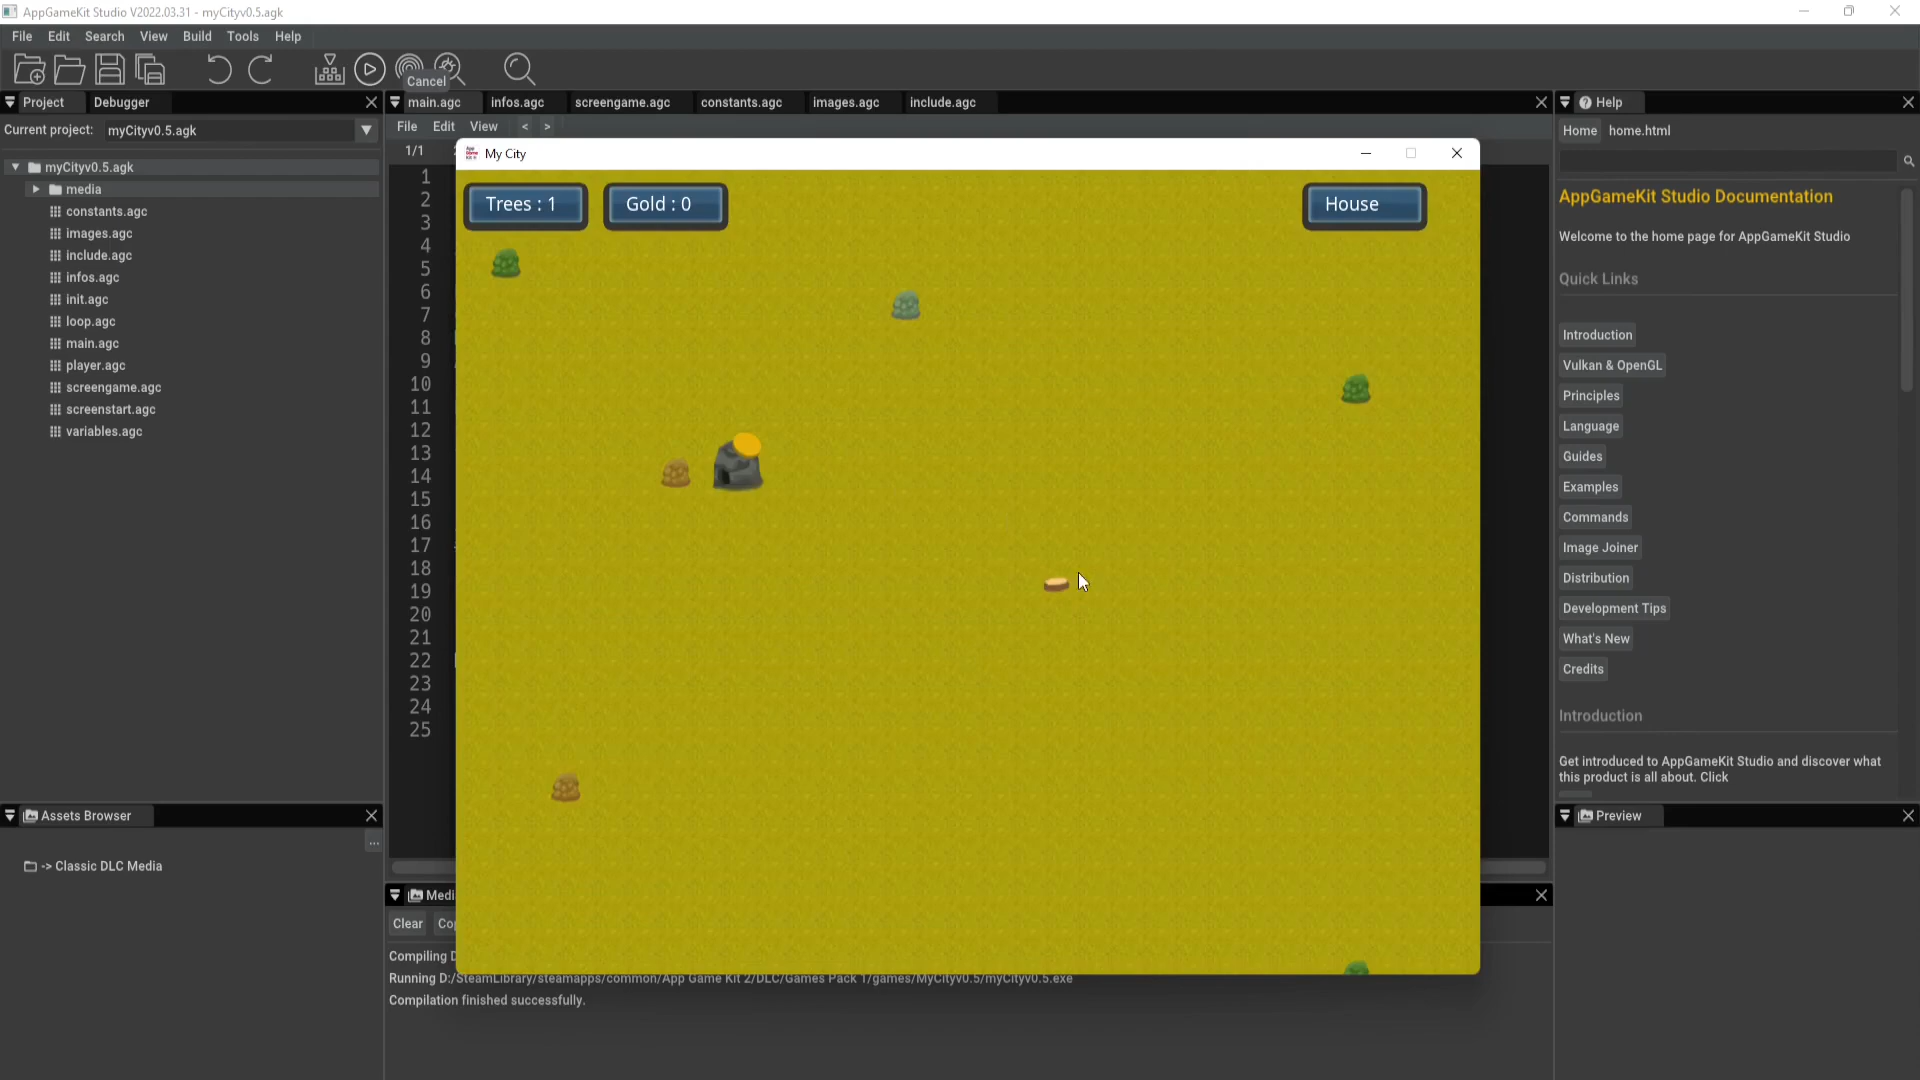 AppGameKit Studio V2022.03.31 - myCityv0.5.agk
File Edit Search View Build Tools Help
Cancel
Project Debugger
main.agc infos.agc screengame.agc constants.agc images.agc include.agc
Help
Current project: myCityv0.5.agk
File Edit View < >
Home home.html
1/1
My City
myCityv0.5.agk
media
constants.agc
images.agc
include.agc
infos.agc
init.agc
loop.agc
main.agc
player.agc
screengame.agc
screenstart.agc
variables.agc
1
2
3
4
5
6
7
8
9
10
11
12
13
14
15
16
17
18
19
20
21
22
23
24
25
Trees : 1
Gold : 0
House
AppGameKit Studio Documentation
Welcome to the home page for AppGameKit Studio
Quick Links
Introduction
Vulkan & OpenGL
Principles
Language
Guides
Examples
Commands
Image Joiner
Distribution
Development Tips
What's New
Credits
Introduction
Get introduced to AppGameKit Studio and discover what
this product is all about. Click
Assets Browser
...
-> Classic DLC Media
Preview
Medi
Clear Co
Compiling D
Running D:/SteamLibrary/steamapps/common/App Game Kit 2/DLC/Games Pack 1/games/MyCityv0.5/myCityv0.5.exe
Compilation finished successfully.